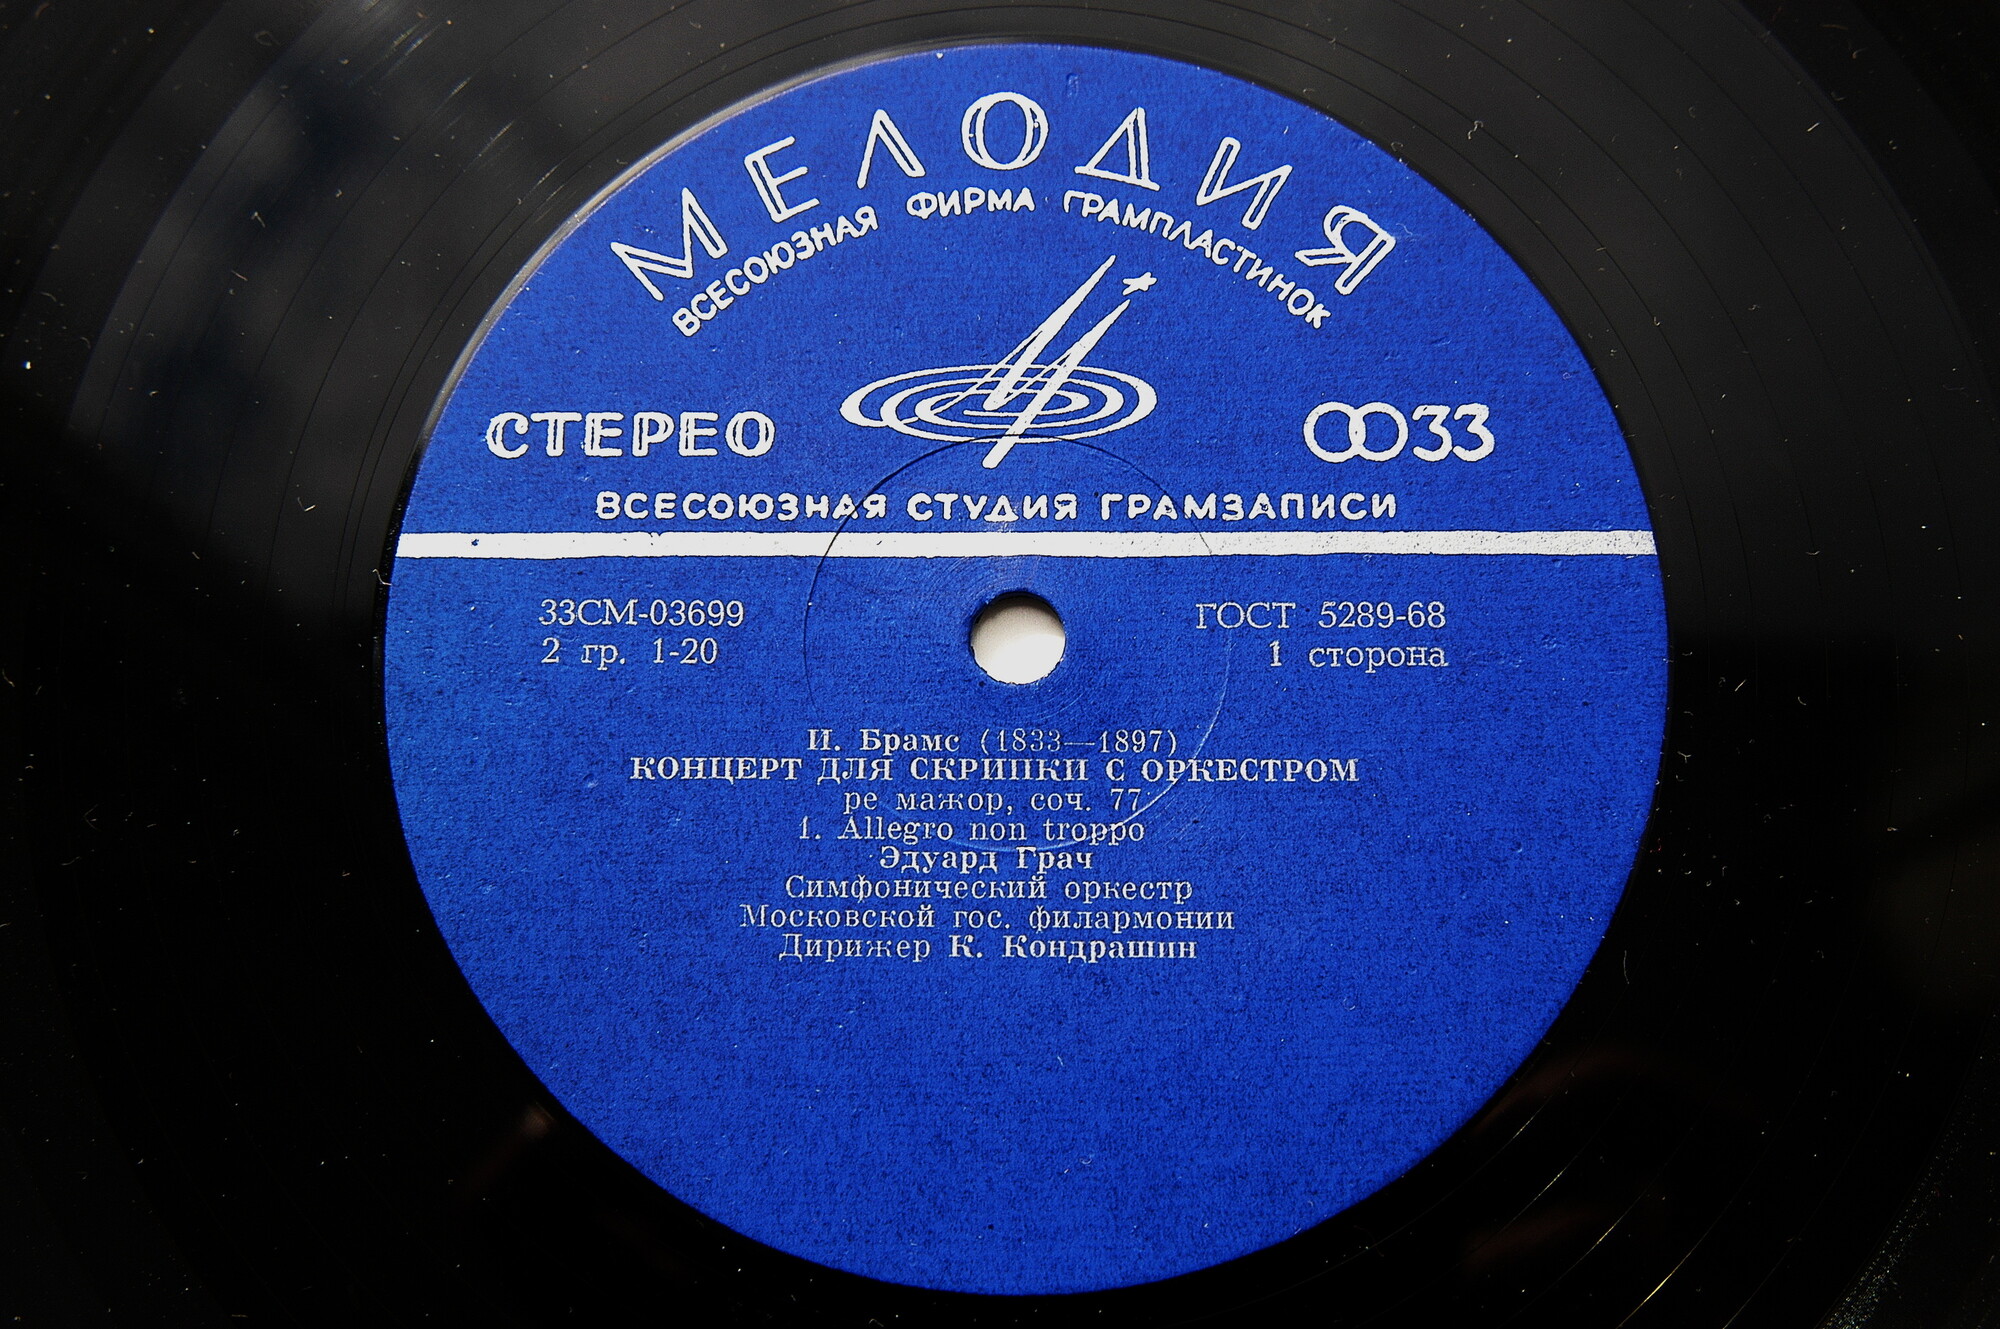 МЕЛОДИЯ
ВСЕСОЮЗНАЯ ФИРМА ГРАМПЛАСТИНОК
СТЕРЕО
33
ВСЕСОЮЗНАЯ СТУДИЯ ГРАМЗАПИСИ
33СМ-03699
2 гр. 1-20
ГОСТ 5289-68
1 сторона
И. Брамс (1833—1897)
КОНЦЕРТ ДЛЯ СКРИПКИ С ОРКЕСТРОМ
ре мажор, соч. 77
1. Allegro non troppo
Эдуард Грач
Симфонический оркестр
Московской гос. филармонии
Дирижер К. Кондрашин